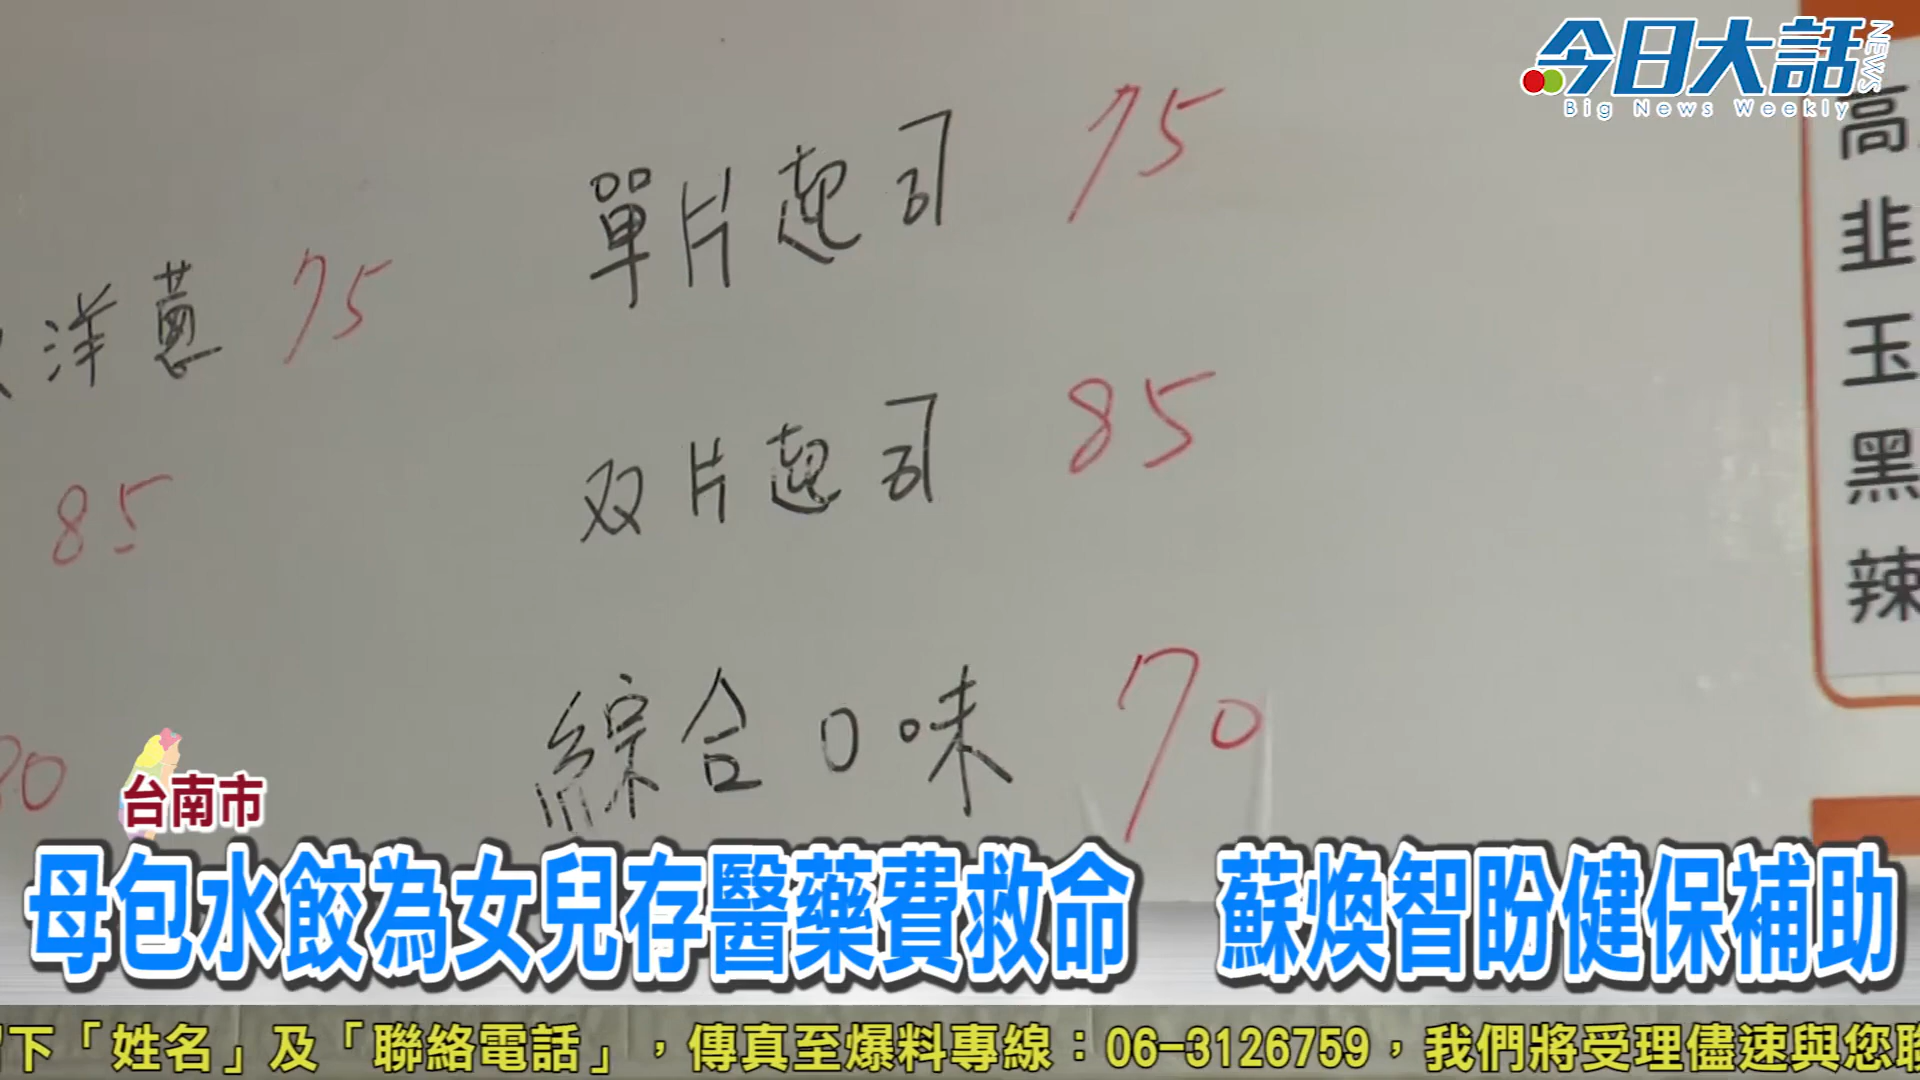 今日大話
NEWS
Big News Weekly
單片起司 75
洋蔥 75
双片起司 85
85
綜合口味 70
80
高
韭
玉
黑
辣
台南市
母包水餃為女兒存醫藥費救命 蘇煥智盼健保補助
留下「姓名」及「聯絡電話」，傳真至爆料專線：06-3126759，我們將受理儘速與您聯